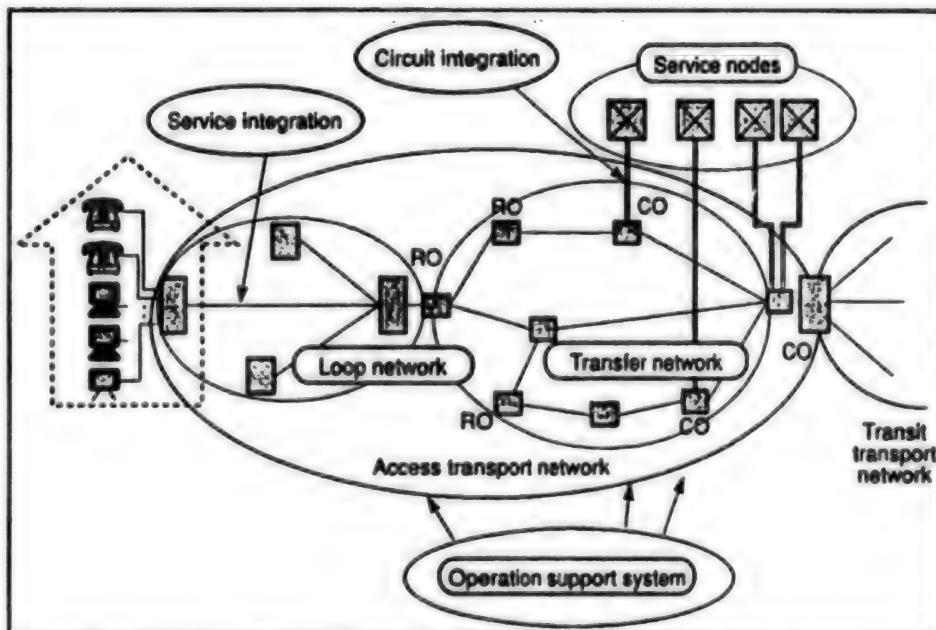 Circuit integration
Service nodes
Service integration
RO
CO
RO
Loop network
Transfer network
CO
RO
CO
Access transport network
Transit
transport
network
Operation support system